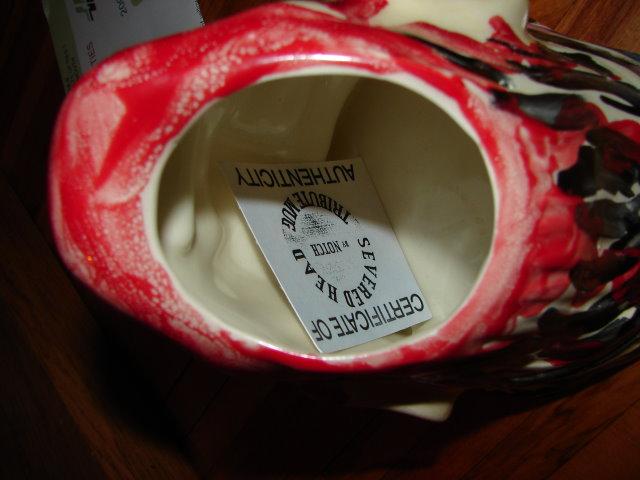 CERTIFICATE OF
SEVERED HEAD
TRIBUTE MUG
BY NOTCH
AUTHENTICITY